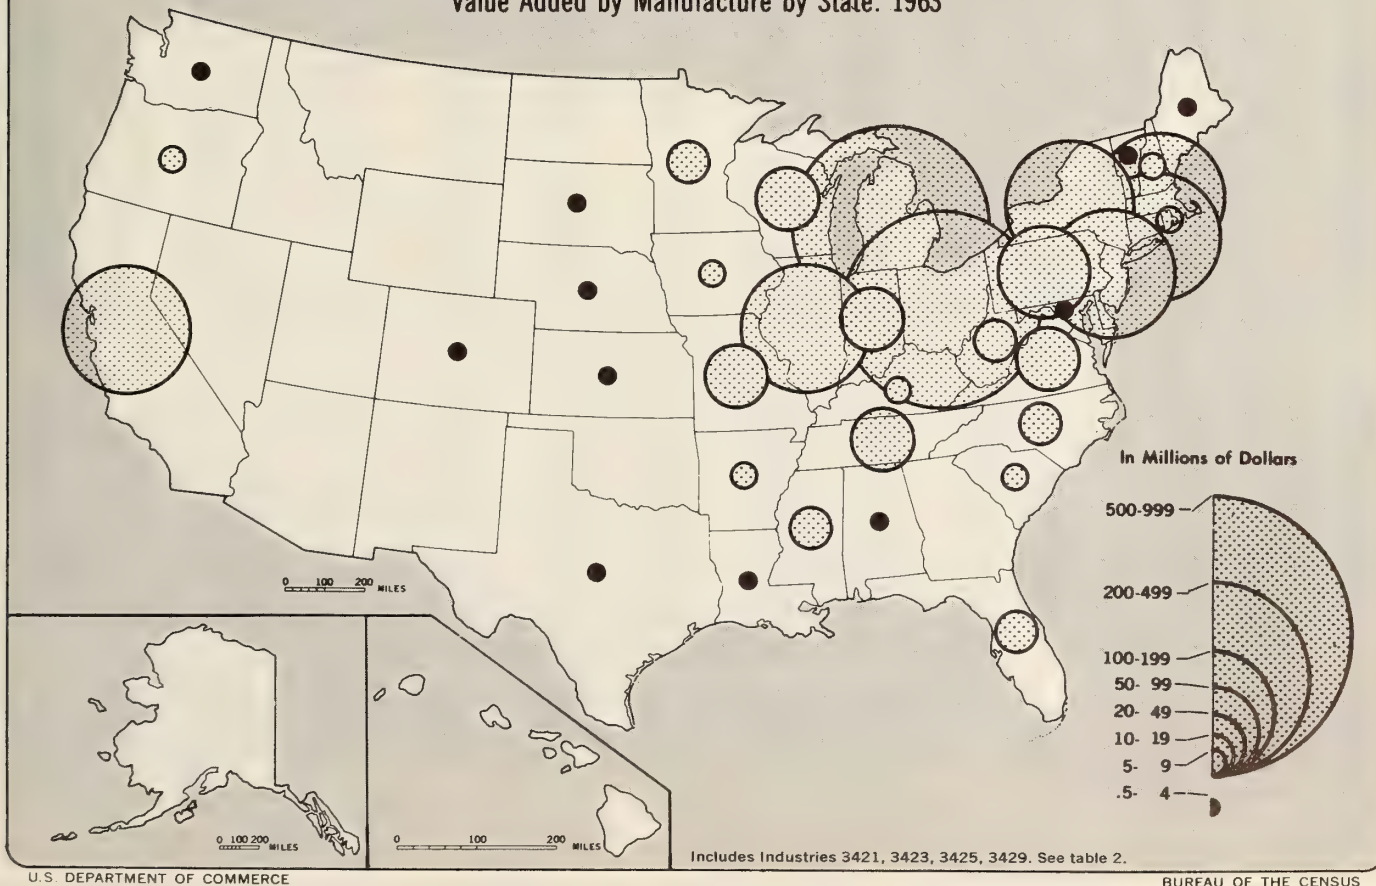 Value Added by Manufacture by State: 1963
In Millions of Dollars
500-999
200-499
100-199
50- 99
20- 49
10- 19
5- 9
.5- 4
0 100 200 MILES
0 100 200 MILES
0 100 200 MILES
Includes Industries 3421, 3423, 3425, 3429. See table 2.
U.S. DEPARTMENT OF COMMERCE
BUREAU OF THE CENSUS